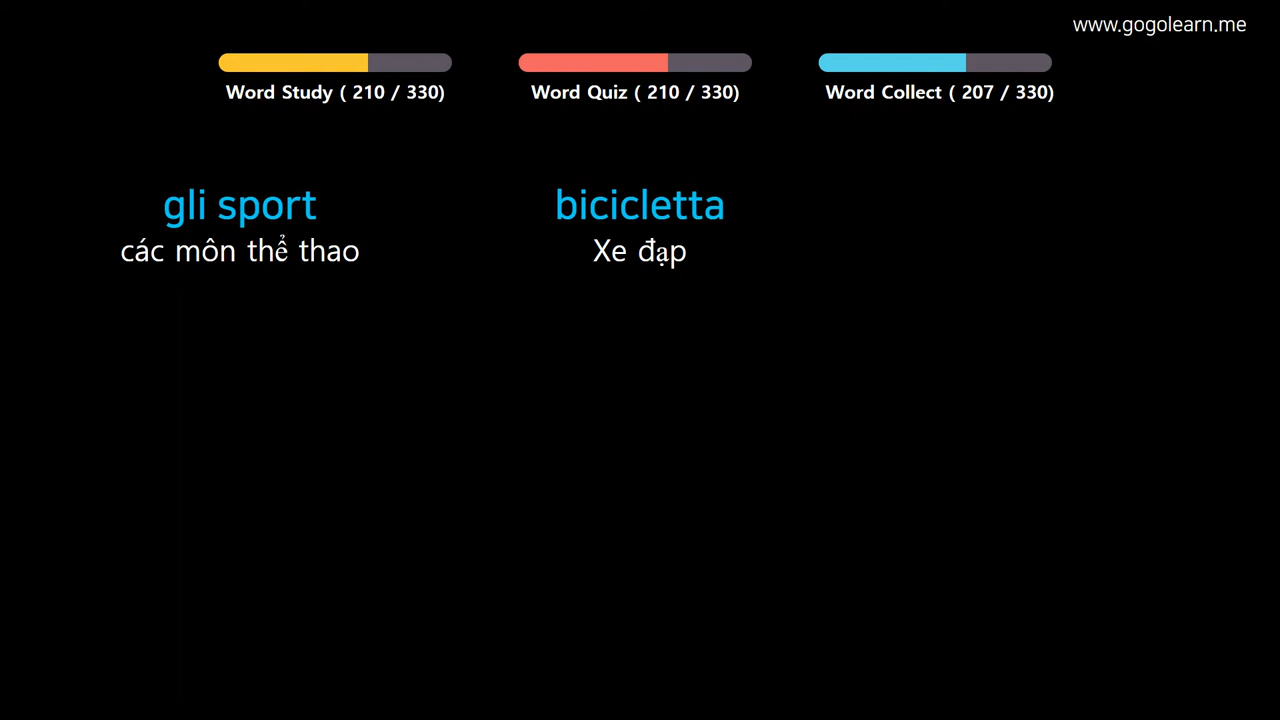 www.gogolearn.me
Word Study ( 210 / 330)
Word Quiz ( 210 / 330)
Word Collect ( 207 / 330)
gli sport
các môn thể thao
bicicletta
Xe đạp